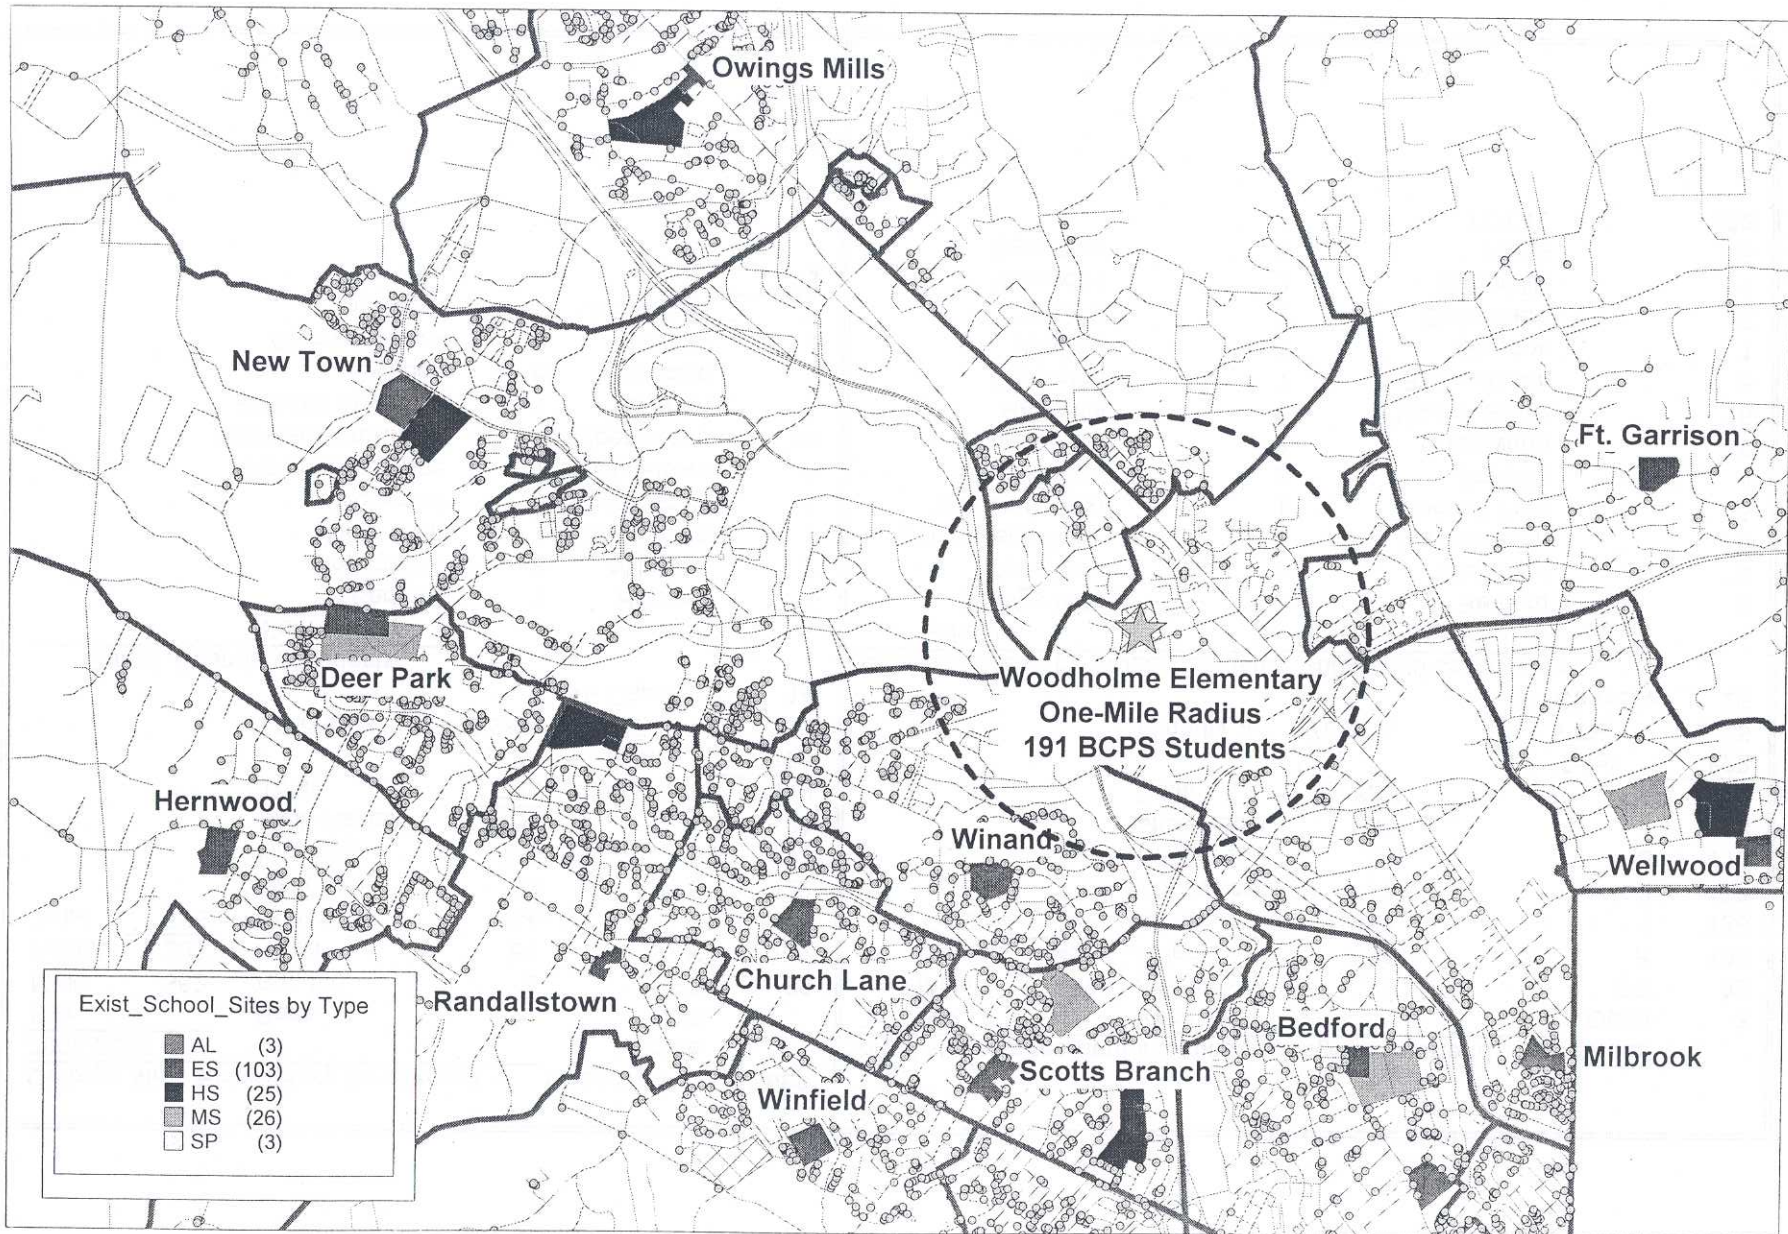 Owings Mills
New Town
Ft. Garrison
Deer Park
Woodholme Elementary
One-Mile Radius
191 BCPS Students
Hernwood
Winand
Wellwood
Church Lane
Randallstown
Bedford
Milbrook
Scotts Branch
Winfield
Exist_School_Sites by Type
AL (3)
ES (103)
HS (25)
MS (26)
SP (3)